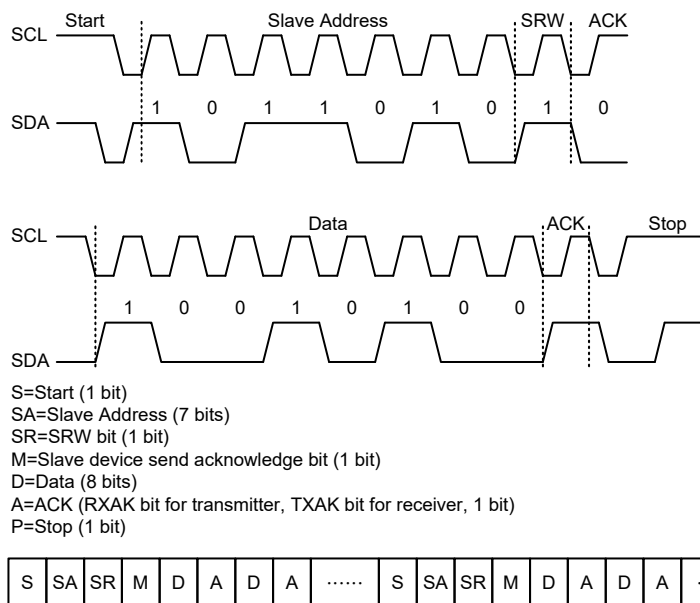 Start Slave Address SRW ACK
SCL
1 0 1 1 0 1 0 1 0
SDA
SCL Data ACK Stop
1 0 0 1 0 1 0 0
SDA
S=Start (1 bit)
SA=Slave Address (7 bits)
SR=SRW bit (1 bit)
M=Slave device send acknowledge bit (1 bit)
D=Data (8 bits)
A=ACK (RXAK bit for transmitter, TXAK bit for receiver, 1 bit)
P=Stop (1 bit)
S SA SR M D A D A ...... S SA SR M D A D A